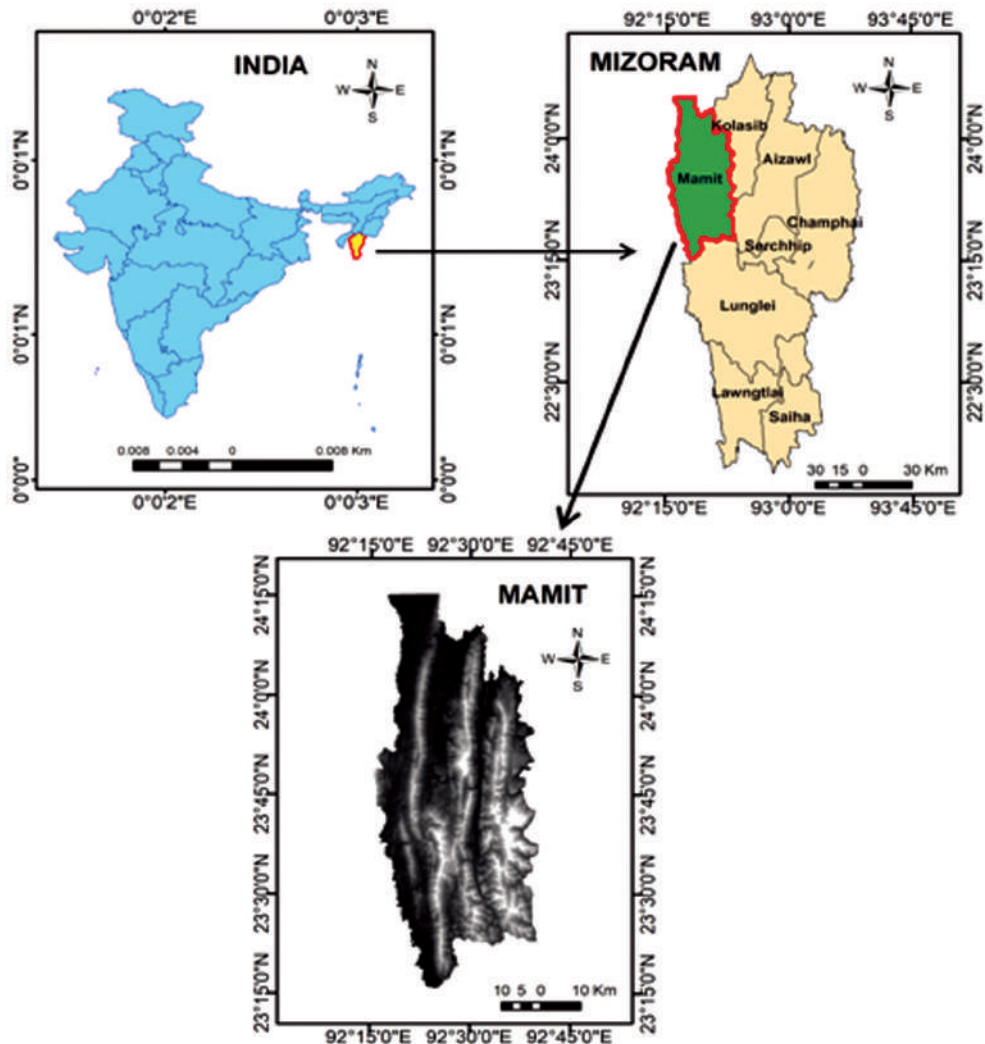 0°0'2"E 0°0'3"E
INDIA
N
W E
S
0°0'1"N 0°0'1"N
0°0'1"N 0°0'1"N
0°0'0" 0°0'0"
0.008 0.004 0 0.008 Km
0°0'2"E 0°0'3"E
92°15'0"E 93°0'0"E 93°45'0"E
MIZORAM
N
W E
S
24°0'0"N 24°0'0"N
Kolasib
Aizawl
Mamit
Champhai
Serchhip
23°15'0"N 23°15'0"N
Lunglei
22°30'0"N 22°30'0"N
Lawngtlai
Saiha
30 15 0 30 Km
92°15'0"E 93°0'0"E 93°45'0"E
92°15'0"E 92°30'0"E 92°45'0"E
MAMIT
N
W E
S
24°15'0"N 24°15'0"N
24°0'0"N 24°0'0"N
23°45'0"N 23°45'0"N
23°30'0"N 23°30'0"N
23°15'0"N 23°15'0"N
10 5 0 10 Km
92°15'0"E 92°30'0"E 92°45'0"E